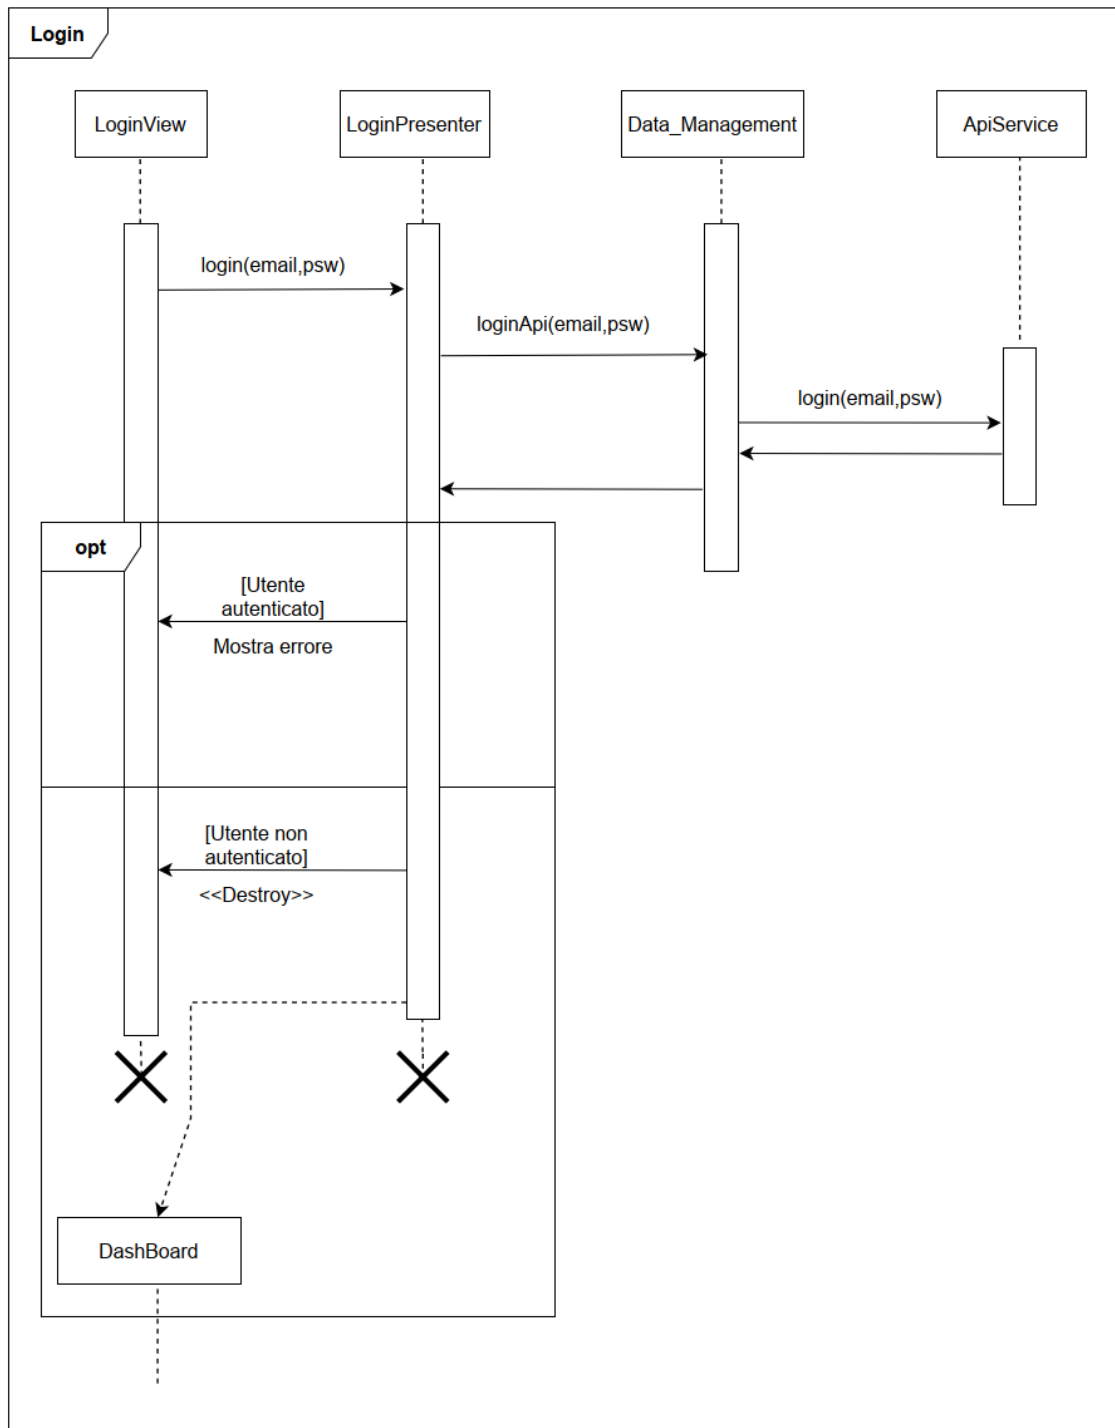 Login
LoginView
LoginPresenter
Data_Management
ApiService
login(email,psw)
loginApi(email,psw)
login(email,psw)
opt
[Utente
autenticato]
Mostra errore
[Utente non
autenticato]
<<Destroy>>
DashBoard